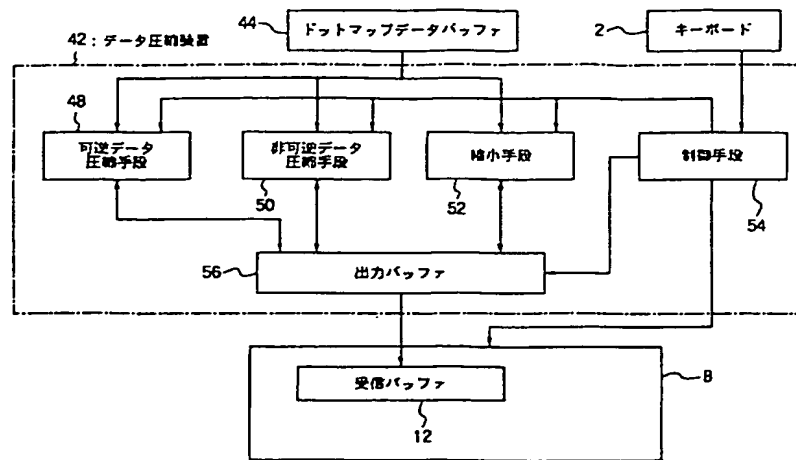 44
ドットマップデータバッファ
2
キーボード
42:データ圧縮装置
48
可逆データ
圧縮手段
非可逆データ
圧縮手段
50
縮小手段
52
制御手段
54
56
出力バッファ
受信バッファ
12
B